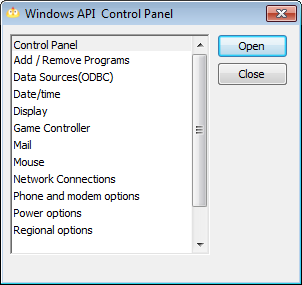 Windows API  Control Panel
Control Panel
Open
Add / Remove Programs
Data Sources(ODBC)
Close
Date/time
Display
Game Controller
Mail
Mouse
Network Connections
Phone and modem options
Power options
Regional options